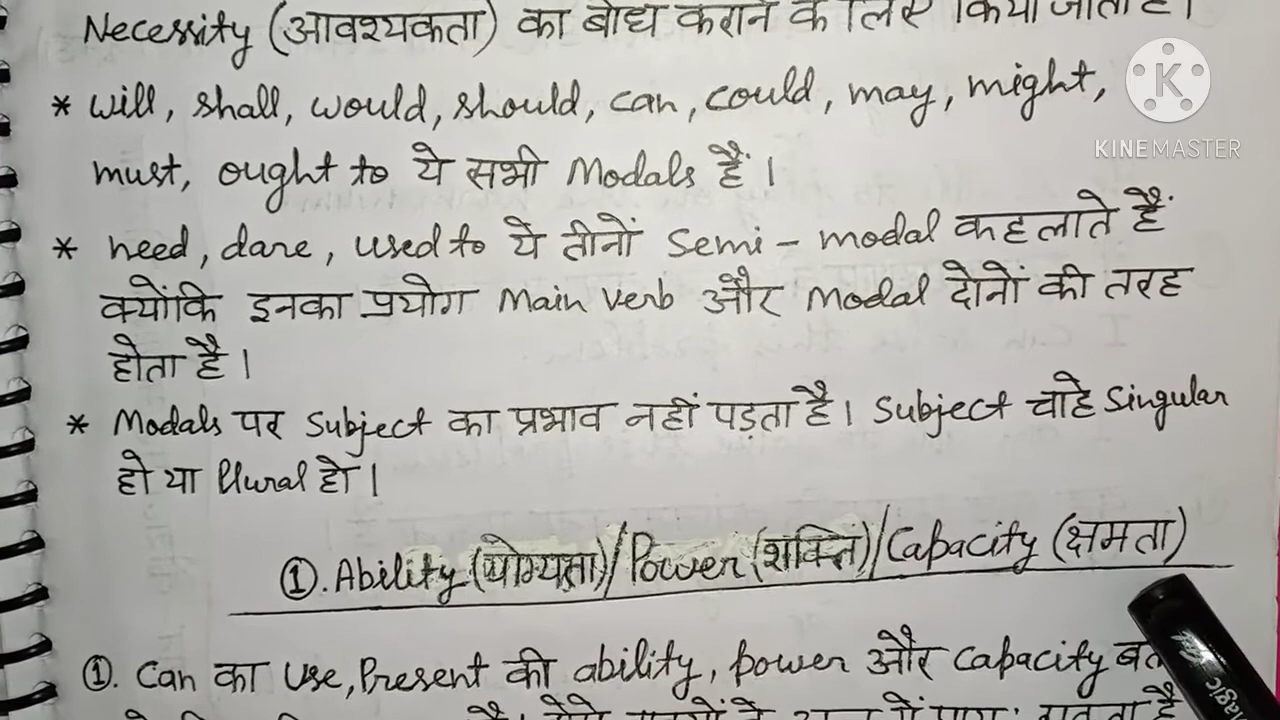 Necessity (आवश्यकता) का बोध कराने के लिए किया जाता है।
* will, shall, would, should, can, could, may, might,
must, ought to ये सभी Modals हैं।
* need, dare, used to ये तीनों Semi-modal कहलाते हैं
क्योंकि इनका प्रयोग Main verb और Modal दोनों की तरह
होता है।
* Modals पर Subject का प्रभाव नहीं पड़ता है। Subject चाहे Singular
हो या Plural हो।
①. Ability (योग्यता)/Power (शक्ति)/Capacity (क्षमता)
①. Can का Use, Present की ability, power और Capacity
K
KINEMASTER